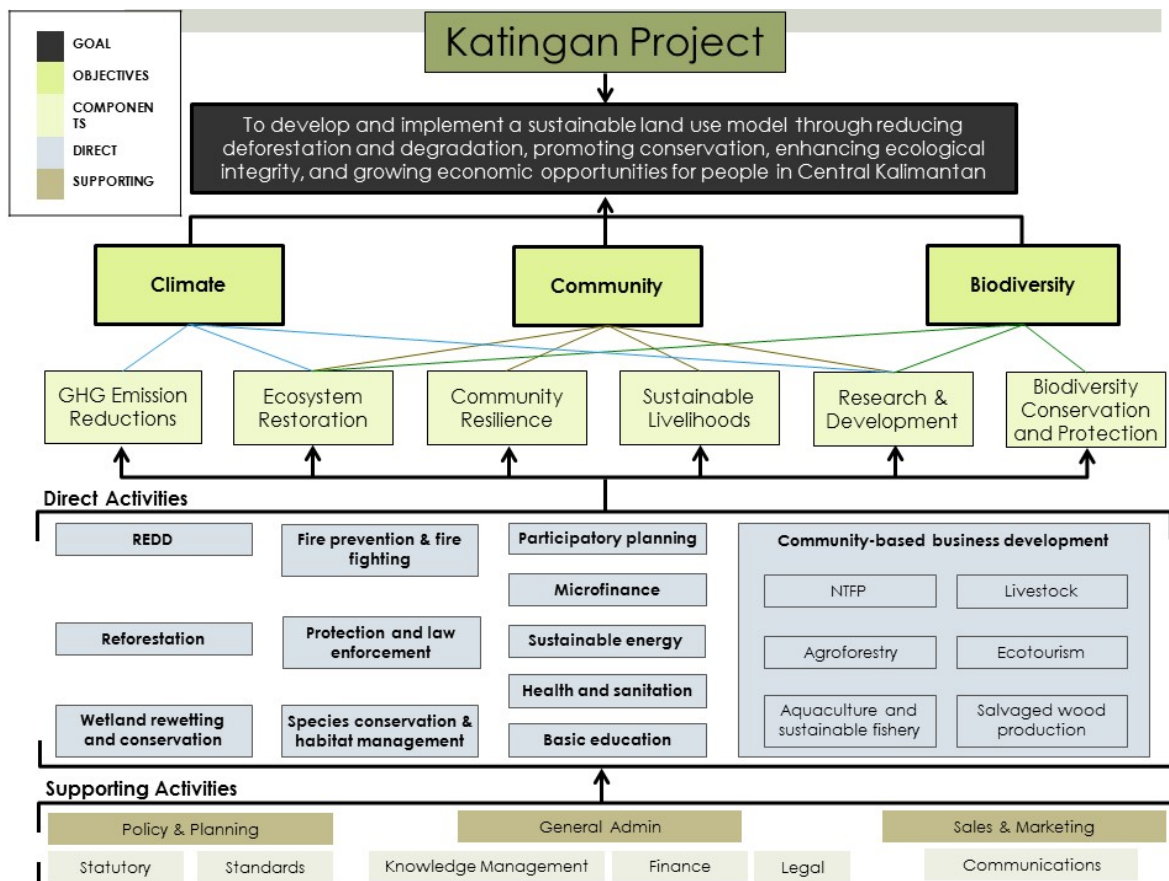 GOAL
OBJECTIVES
COMPONEN
TS
DIRECT
SUPPORTING
Katingan Project
To develop and implement a sustainable land use model through reducing
deforestation and degradation, promoting conservation, enhancing ecological
integrity, and growing economic opportunities for people in Central Kalimantan
Climate
Community
Biodiversity
GHG Emission
Reductions
Ecosystem
Restoration
Community
Resilience
Sustainable
Livelihoods
Research &
Development
Biodiversity
Conservation
and Protection
Direct Activities
REDD
Reforestation
Wetland rewetting
and conservation
Fire prevention & fire
fighting
Protection and law
enforcement
Species conservation &
habitat management
Participatory planning
Microfinance
Sustainable energy
Health and sanitation
Basic education
Community-based business development
NTFP
Livestock
Agroforestry
Ecotourism
Aquaculture and
sustainable fishery
Salvaged wood
production
Supporting Activities
Policy & Planning
General Admin
Sales & Marketing
Statutory
Standards
Knowledge Management
Finance
Legal
Communications